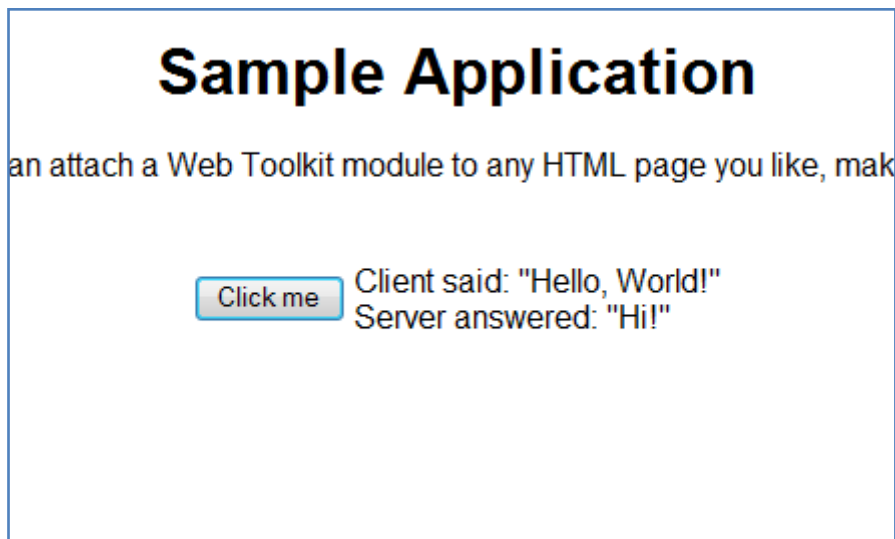 Sample Application
an attach a Web Toolkit module to any HTML page you like, mak
Click me
Client said: "Hello, World!"
Server answered: "Hi!"